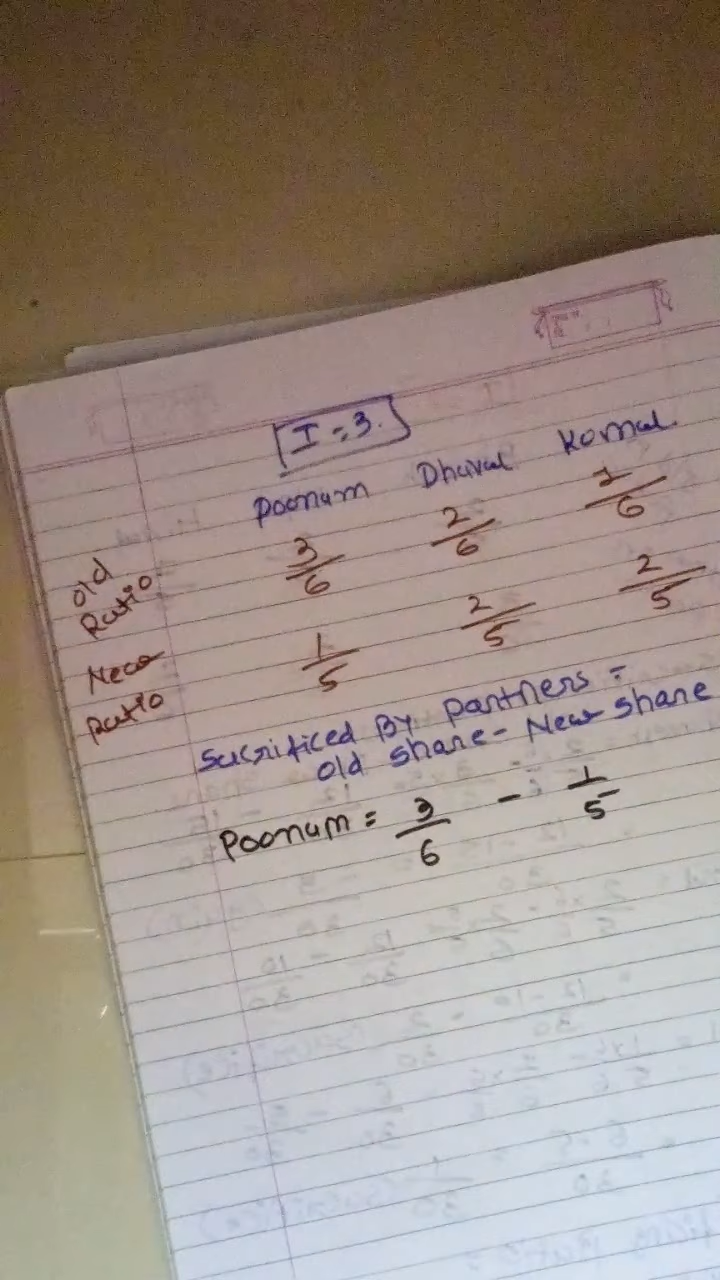 I = 3.
Poonum Dhaval Komal
Old Ratio 3/6 2/6 1/6
New Ratio 1/5 2/5 2/5
Sacrificed By partners =
Old share - New share
Poonum = 3/6 - 1/5